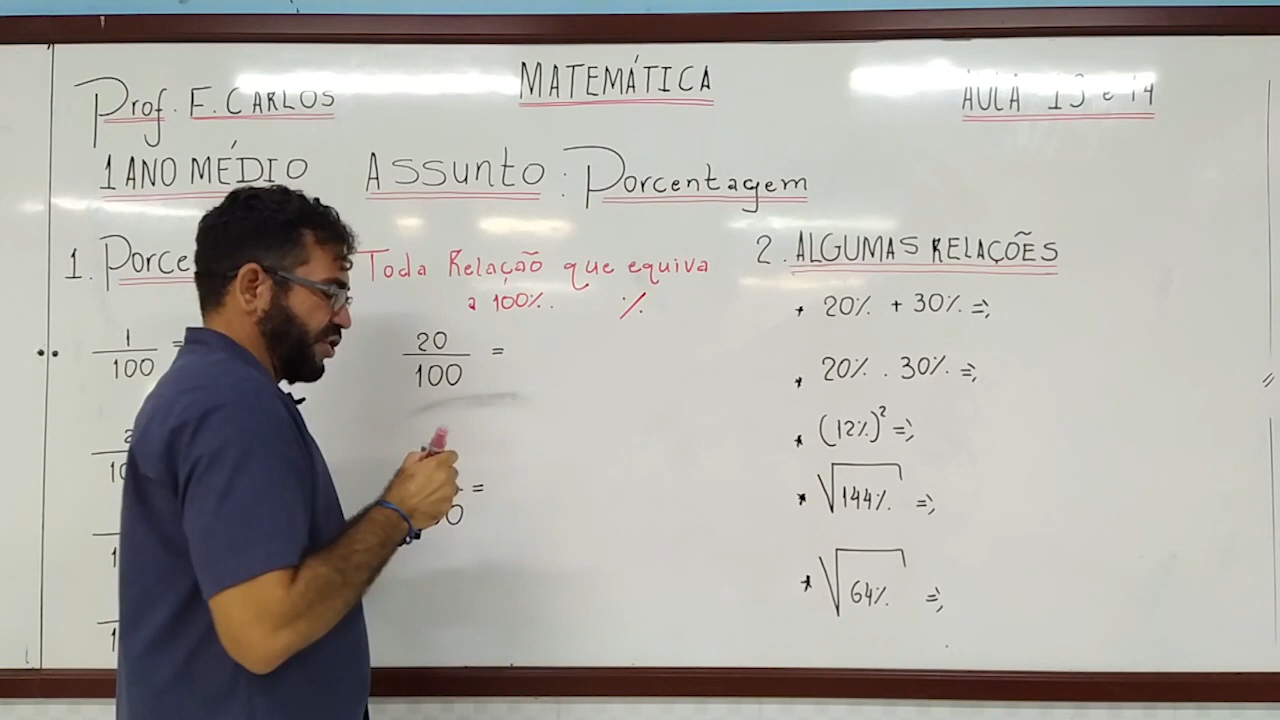 Prof. E. CARLOS
MATEMÁTICA
AULA 13 e 14
1 ANO MÉDIO
ASSUNTO: Porcentagem
1. Porce
Toda Relação que equiva
a 100%. %
1/100 =
20/100 =
=
2. ALGUMAS RELAÇÕES
* 20% + 30% =>;
* 20% . 30% =>;
* (12%)² =>;
* √144% =>;
* √64% =>;